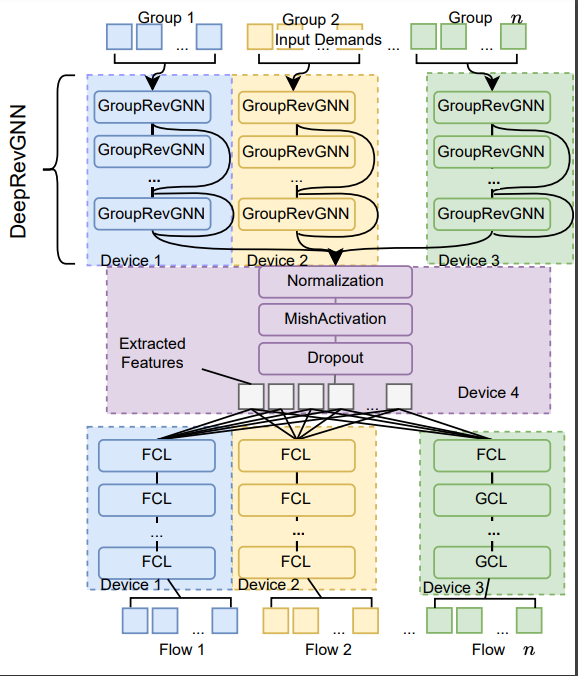 Group 1
Group 2
Group n
Input Demands
...
...
...
...
DeepRevGNN
GroupRevGNN
GroupRevGNN
GroupRevGNN
GroupRevGNN
GroupRevGNN
GroupRevGNN
...
...
...
GroupRevGNN
GroupRevGNN
GroupRevGNN
Device 1
Device 2
Device 3
Normalization
MishActivation
Dropout
Extracted
Features
...
Device 4
FCL
FCL
FCL
FCL
FCL
GCL
...
...
...
FCL
FCL
GCL
Device 1
Device 2
Device 3
...
...
...
...
Flow 1
Flow 2
Flow n